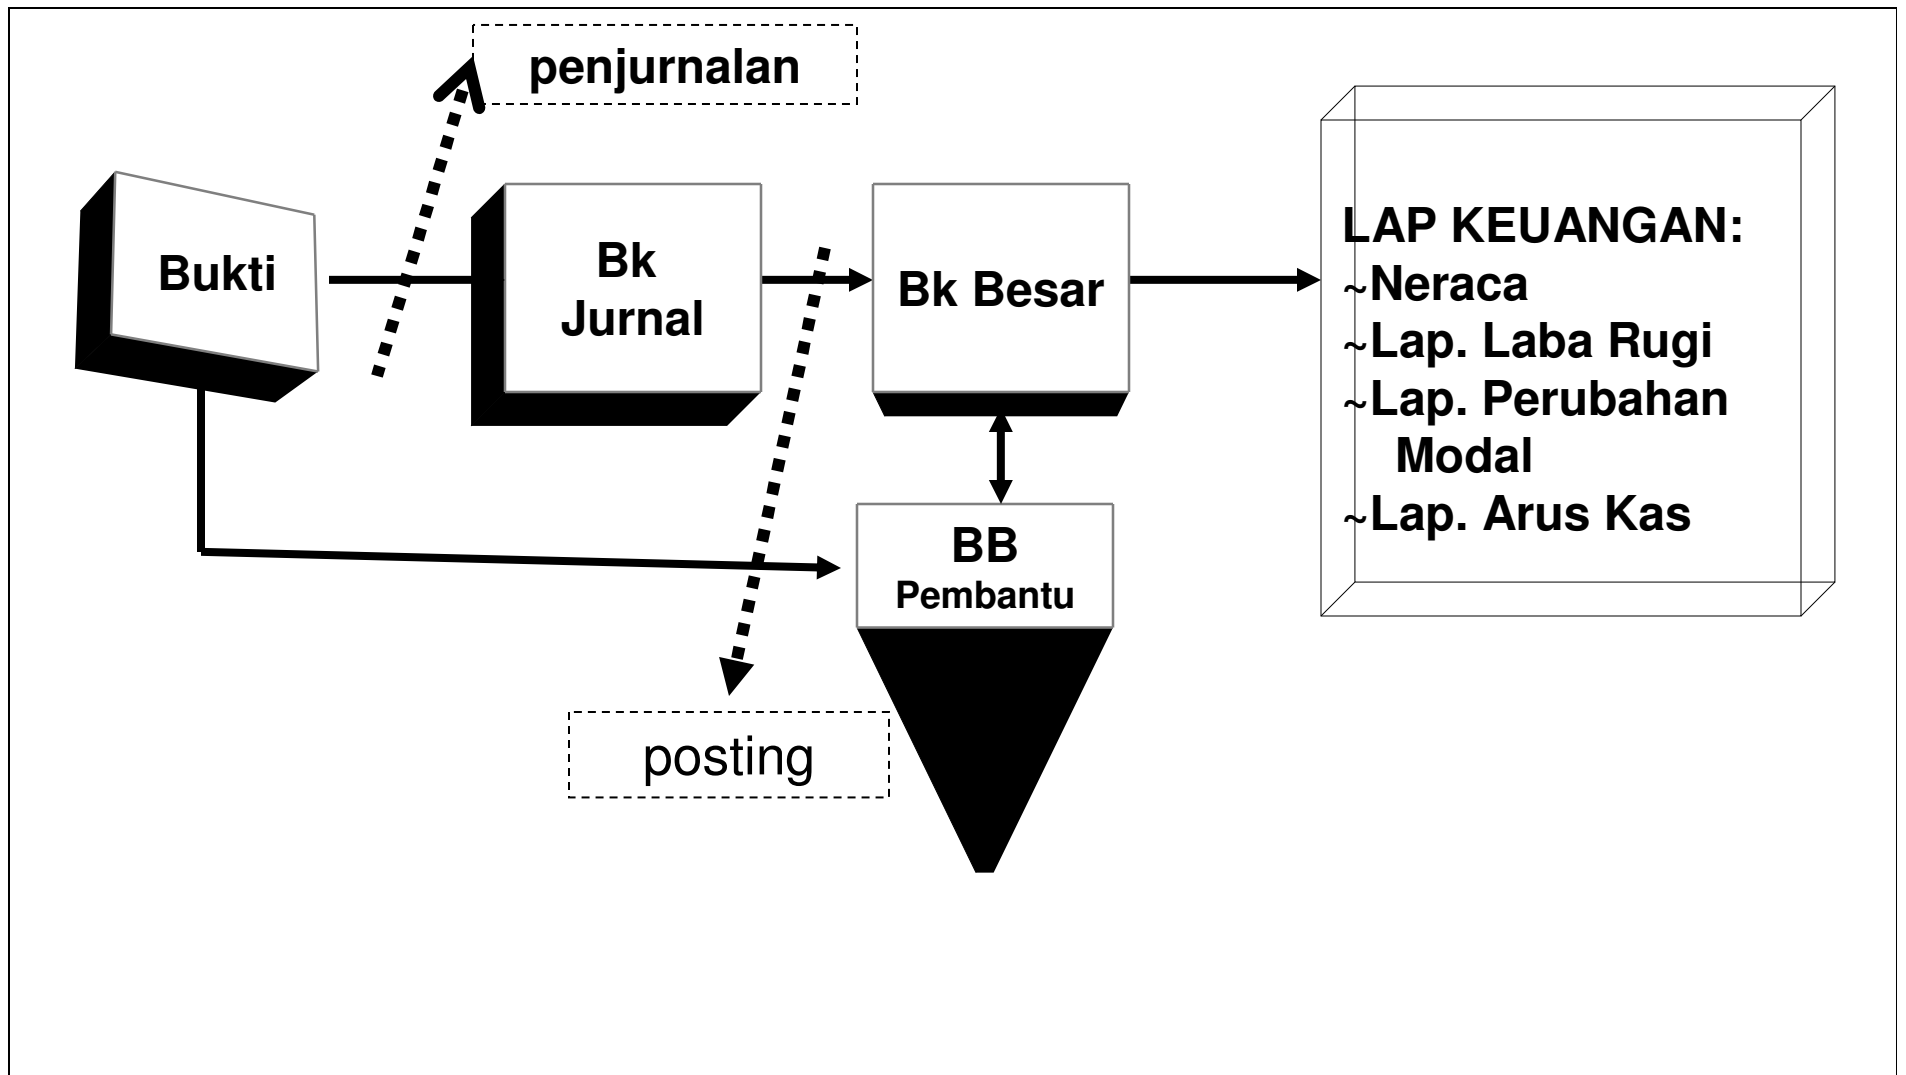 penjurnalan
Bukti
Bk
Jurnal
Bk Besar
LAP KEUANGAN:
~Neraca
~Lap. Laba Rugi
~Lap. Perubahan
Modal
~Lap. Arus Kas
BB
Pembantu
posting